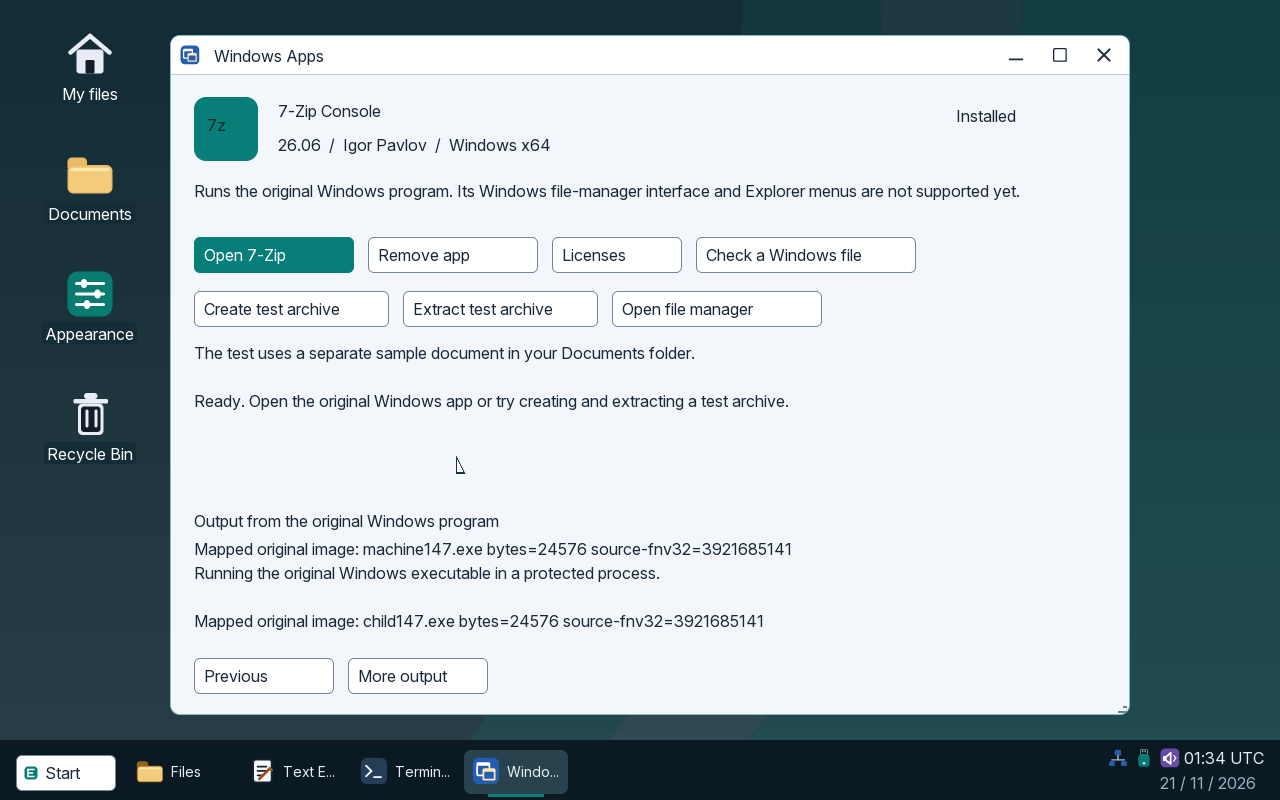 My files
Documents
Appearance
Recycle Bin
Windows Apps
7z
7-Zip Console
26.06 / Igor Pavlov / Windows x64
Installed
Runs the original Windows program. Its Windows file-manager interface and Explorer menus are not supported yet.
Open 7-Zip
Remove app
Licenses
Check a Windows file
Create test archive
Extract test archive
Open file manager
The test uses a separate sample document in your Documents folder.
Ready. Open the original Windows app or try creating and extracting a test archive.
Output from the original Windows program
Mapped original image: machine147.exe bytes=24576 source-fnv32=3921685141
Running the original Windows executable in a protected process.
Mapped original image: child147.exe bytes=24576 source-fnv32=3921685141
Previous
More output
E Start
Files
Text E...
Termin...
Windo...
01:34 UTC
21 / 11 / 2026